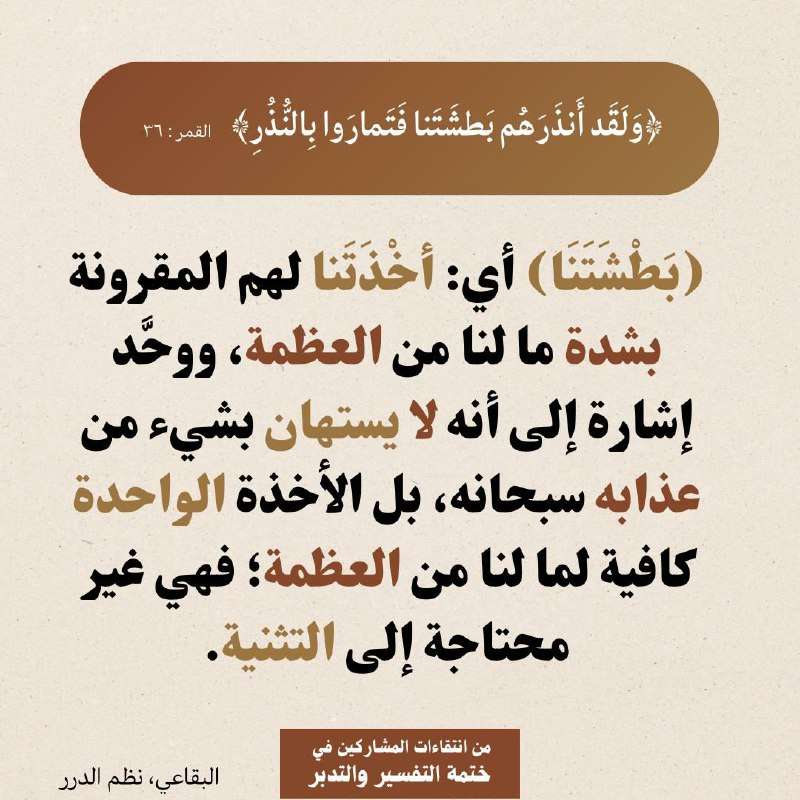 ﴿وَلَقَد أَنذَرَهُم بَطشَتَنا فَتَمارَوا بِالنُّذُرِ﴾ القمر: ٣٦
(بَطْشَتَنَا) أي: أخْذَتَنا لهم المقرونة
بشدة ما لنا من العظمة، ووحَّد
إشارة إلى أنه لا يستهان بشيء من
عذابه سبحانه، بل الأخذة الواحدة
كافية لما لنا من العظمة؛ فهي غير
محتاجة إلى التثنية.
من انتقاءات المشاركين في
ختمة التفسير والتدبر
البقاعي، نظم الدرر